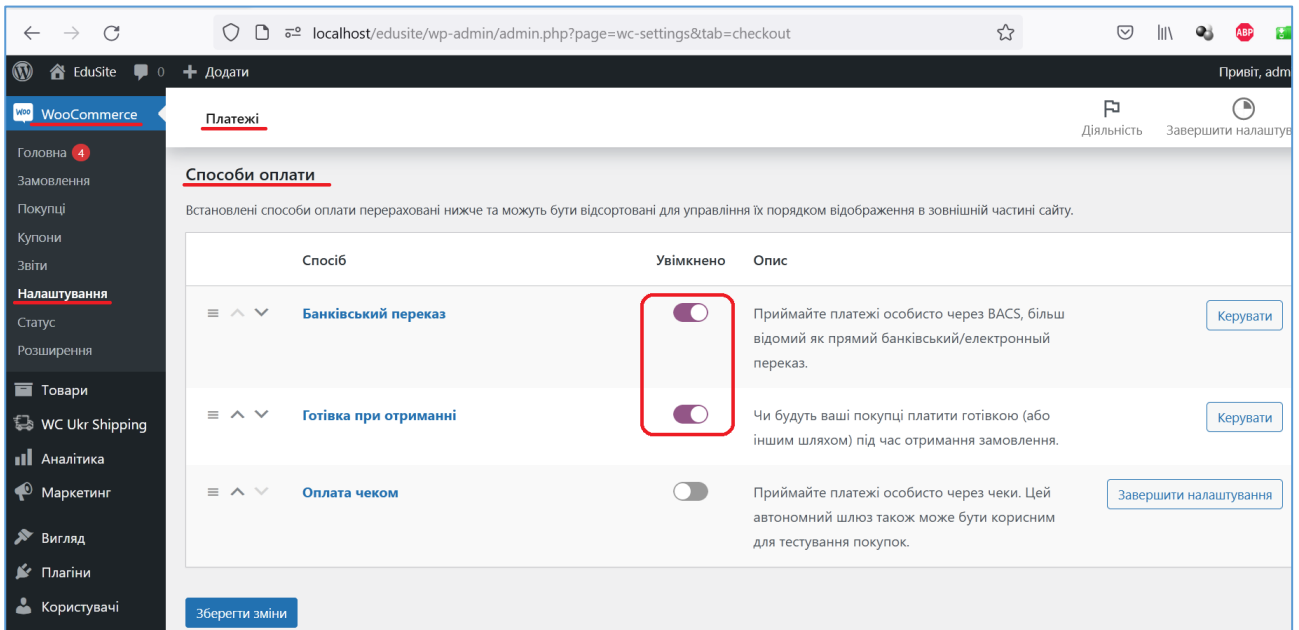 localhost/edusite/wp-admin/admin.php?page=wc-settings&tab=checkout
ABP
EduSite 0 Додати
Привіт, adm
Woo WooCommerce
Платежі
Діяльність
Завершити налаштув
Головна 4
Замовлення
Покупці
Купони
Звіти
Налаштування
Статус
Розширення
Товари
WC Ukr Shipping
Аналітика
Маркетинг
Вигляд
Плагіни
Користувачі
Способи оплати
Встановлені способи оплати перераховані нижче та можуть бути відсортовані для управління їх порядком відображення в зовнішній частині сайту.
Спосіб Увімкнено Опис
Банківський переказ
Приймайте платежі особисто через BACS, більш
відомий як прямий банківський/електронный
переказ.
Керувати
Готівка при отриманні
Чи будуть ваші покупці платити готівкою (або
іншим шляхом) під час отримання замовлення.
Керувати
Оплата чеком
Приймайте платежі особисто через чеки. Цей
автономний шлюз також може бути корисним
для тестування покупок.
Завершити налаштування
Зберегти зміни